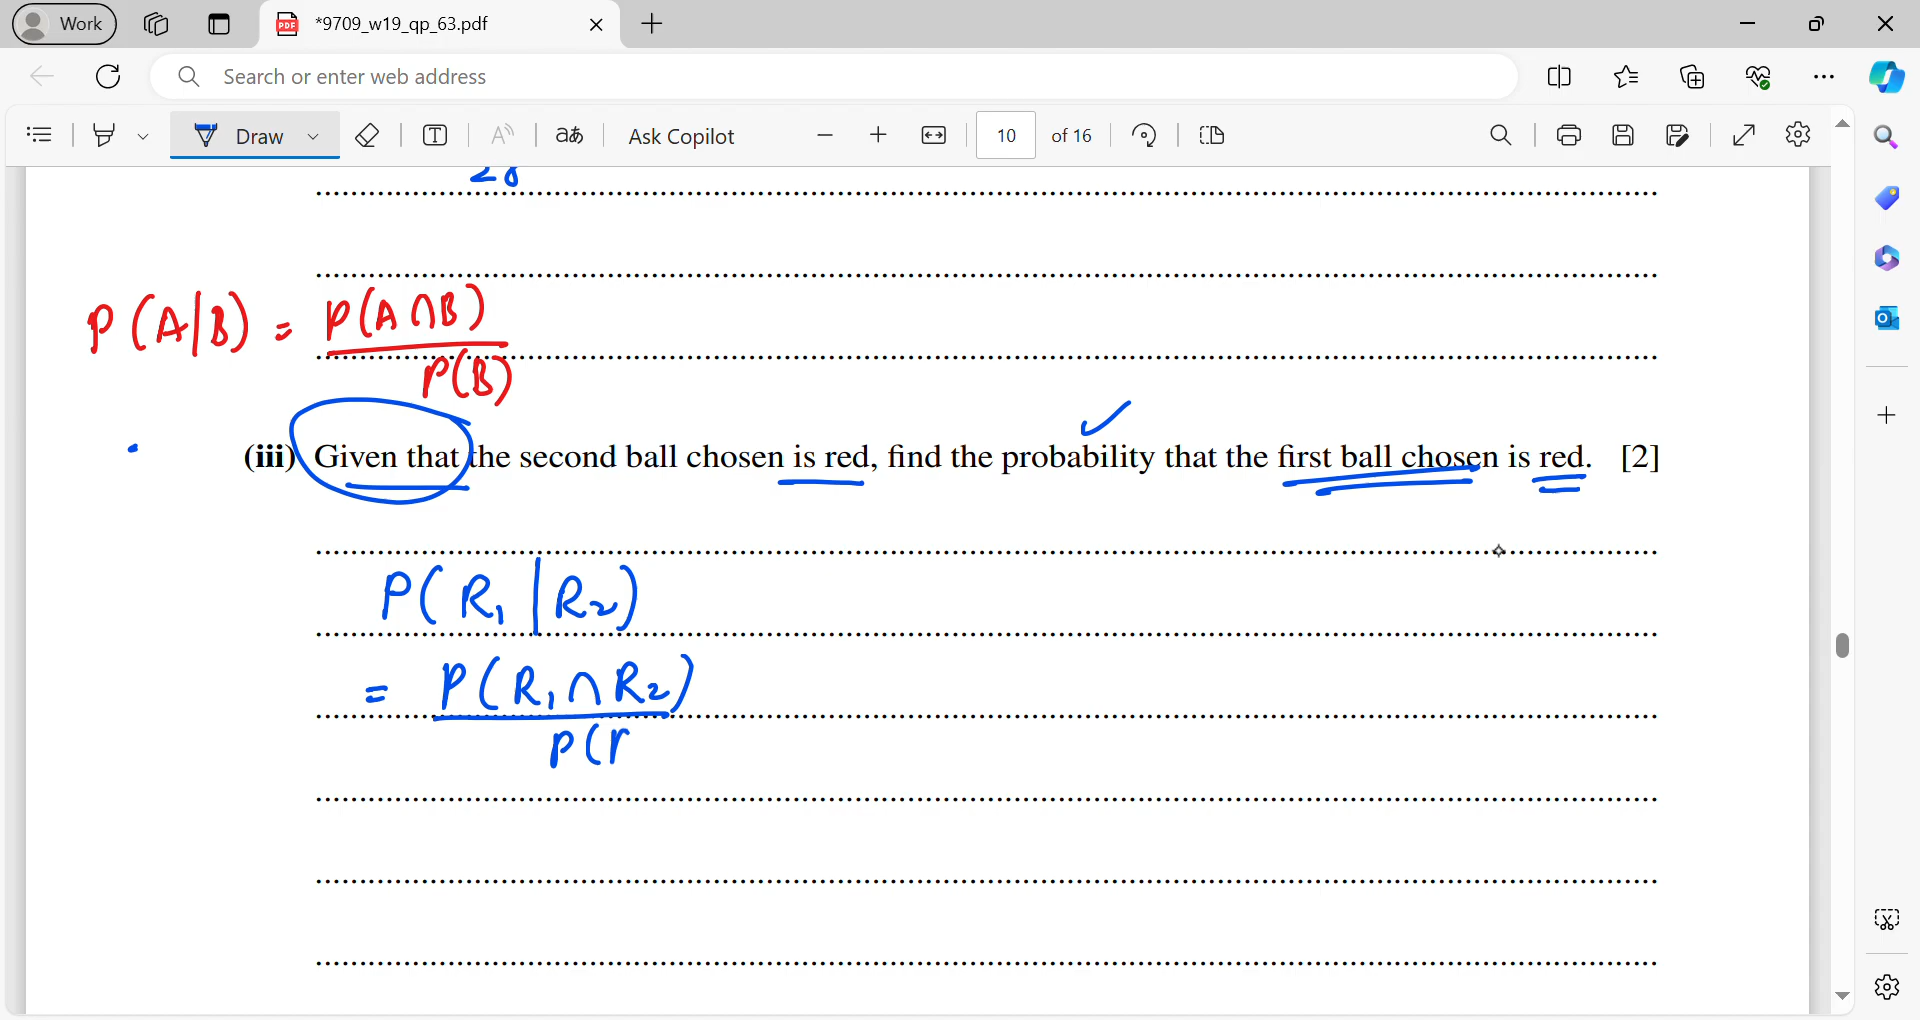 Work
*9709_w19_qp_63.pdf
Search or enter web address
Draw
Ask Copilot
10 of 16
28
P(A|B) = P(A∩B)
P(B)
(iii) Given that the second ball chosen is red, find the probability that the first ball chosen is red. [2]
P(R₁|R₂)
= P(R₁∩R₂)
P(r